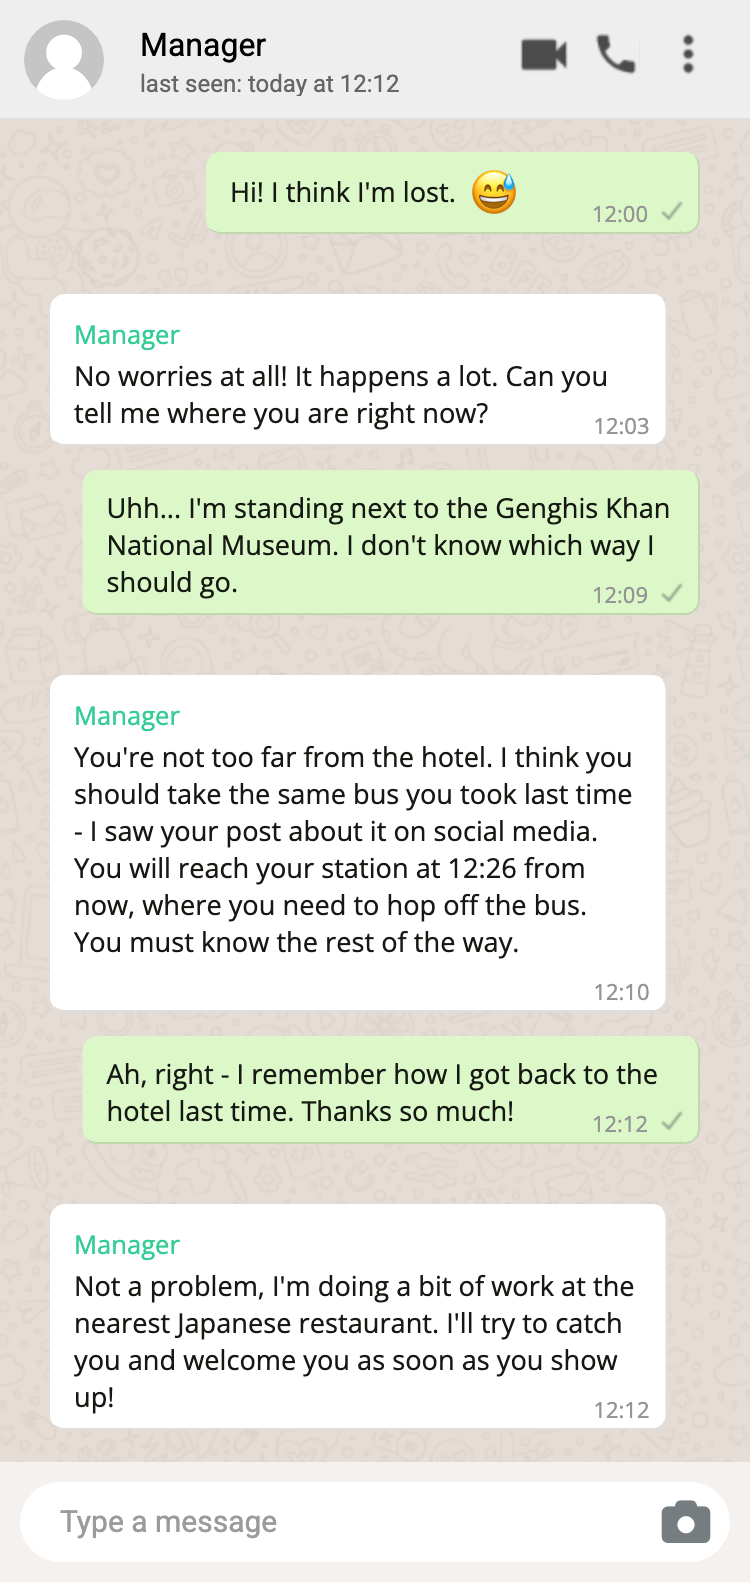 Manager
last seen: today at 12:12
Hi! I think I'm lost. 😅
12:00
Manager
No worries at all! It happens a lot. Can you
tell me where you are right now?
12:03
Uhh... I'm standing next to the Genghis Khan
National Museum. I don't know which way I
should go.
12:09
Manager
You're not too far from the hotel. I think you
should take the same bus you took last time
- I saw your post about it on social media.
You will reach your station at 12:26 from
now, where you need to hop off the bus.
You must know the rest of the way.
12:10
Ah, right - I remember how I got back to the
hotel last time. Thanks so much!
12:12
Manager
Not a problem, I'm doing a bit of work at the
nearest Japanese restaurant. I'll try to catch
you and welcome you as soon as you show
up!
12:12
Type a message